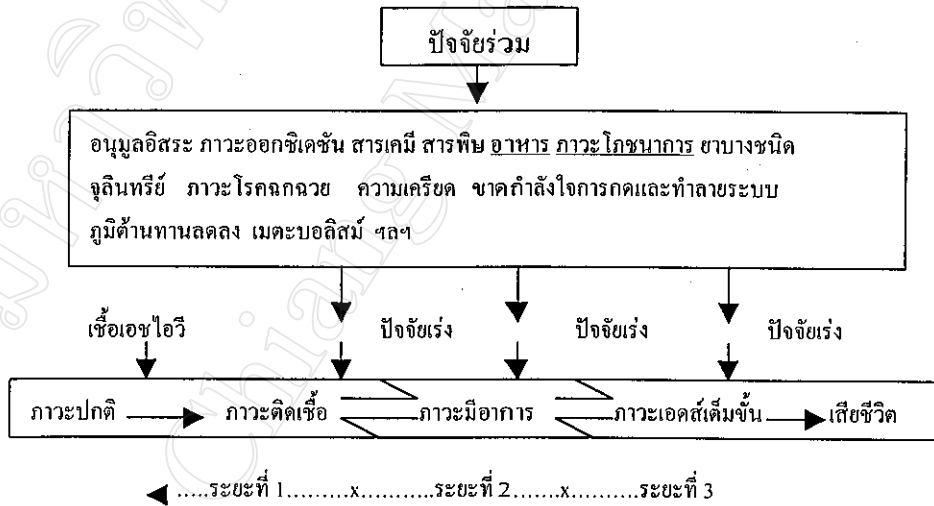 ปัจจัยร่วม
อนุมูลอิสระ ภาวะออกซิเดชัน สารเคมี สารพิษ อาหาร ภาวะโภชนาการ ยาบางชนิด
จุลินทรีย์ ภาวะโรคฉกฉวย ความเครียด ขาดกำลังใจการกดและทำลายระบบ
ภูมิต้านทานลดลง เมตะบอลิสม์ ฯลฯ
เชื้อเอชไอวี ปัจจัยเร่ง ปัจจัยเร่ง ปัจจัยเร่ง
ภาวะปกติ ภาวะติดเชื้อ ภาวะมีอาการ ภาวะเอดส์เต็มขั้น เสียชีวิต
.....ระยะที่ 1.........x..........ระยะที่ 2.......x..........ระยะที่ 3
Chiang Ma